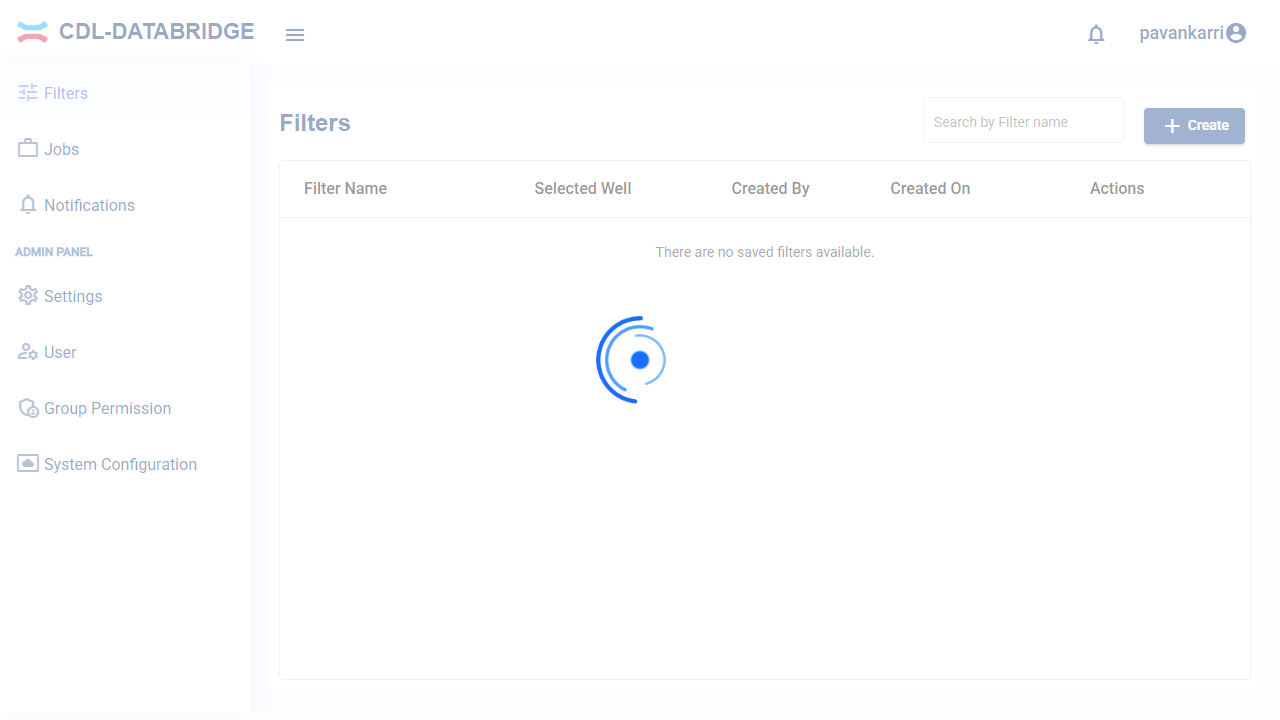 CDL-DATABRIDGE
pavankarri
Filters
Jobs
Notifications
ADMIN PANEL
Settings
User
Group Permission
System Configuration
Filters
Search by Filter name
Create
Filter Name Selected Well Created By Created On Actions
There are no saved filters available.